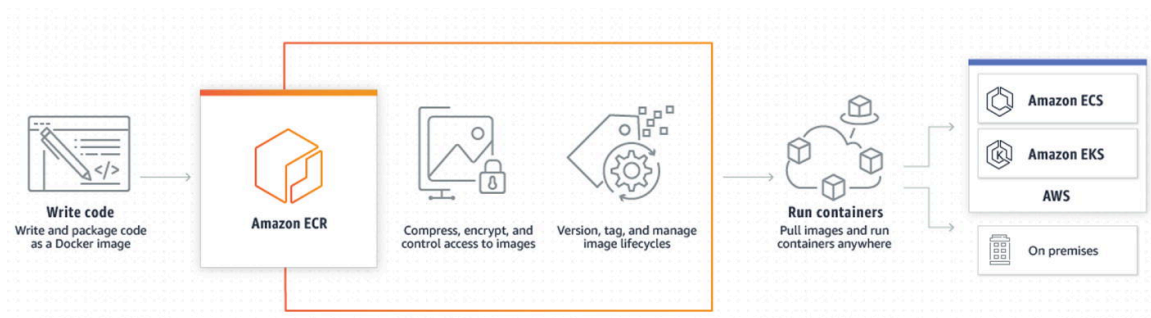 Write code
Write and package code
as a Docker image
</>
Amazon ECR
Compress, encrypt, and
control access to images
Version, tag, and manage
image lifecycles
Run containers
Pull images and run
containers anywhere
Amazon ECS
K
Amazon EKS
AWS
On premises